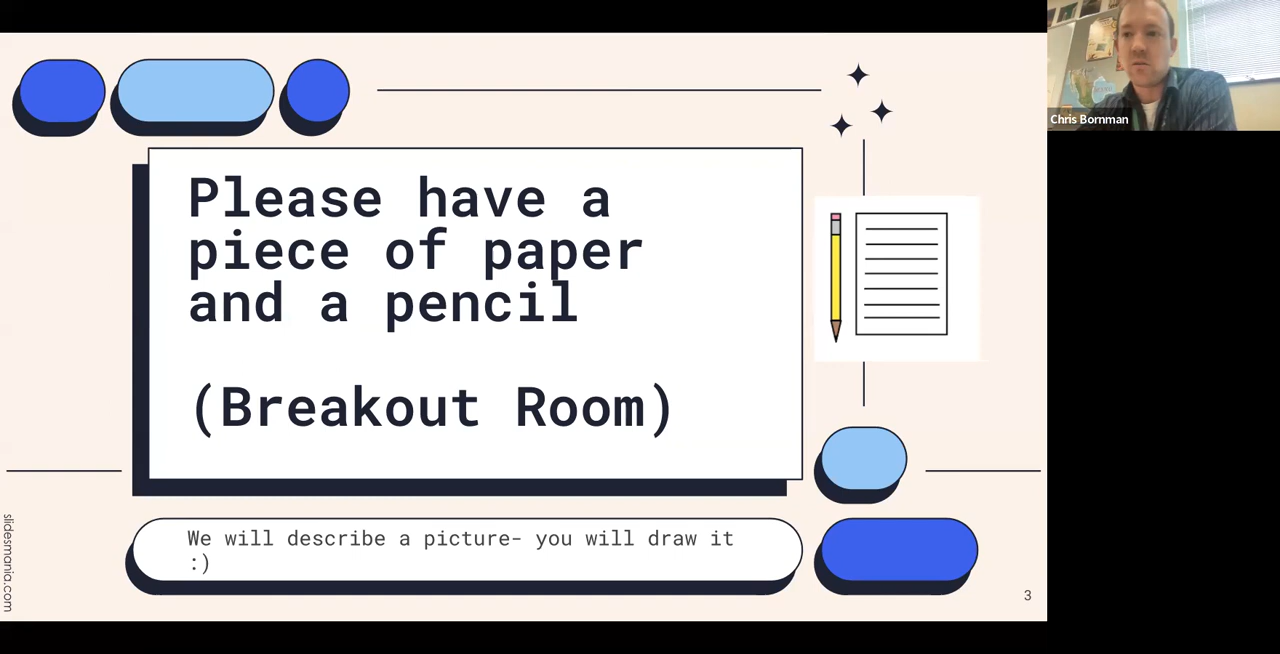 Please have a
piece of paper
and a pencil
(Breakout Room)
We will describe a picture- you will draw it
:)
slidesmania.com
3
Chris Bornman